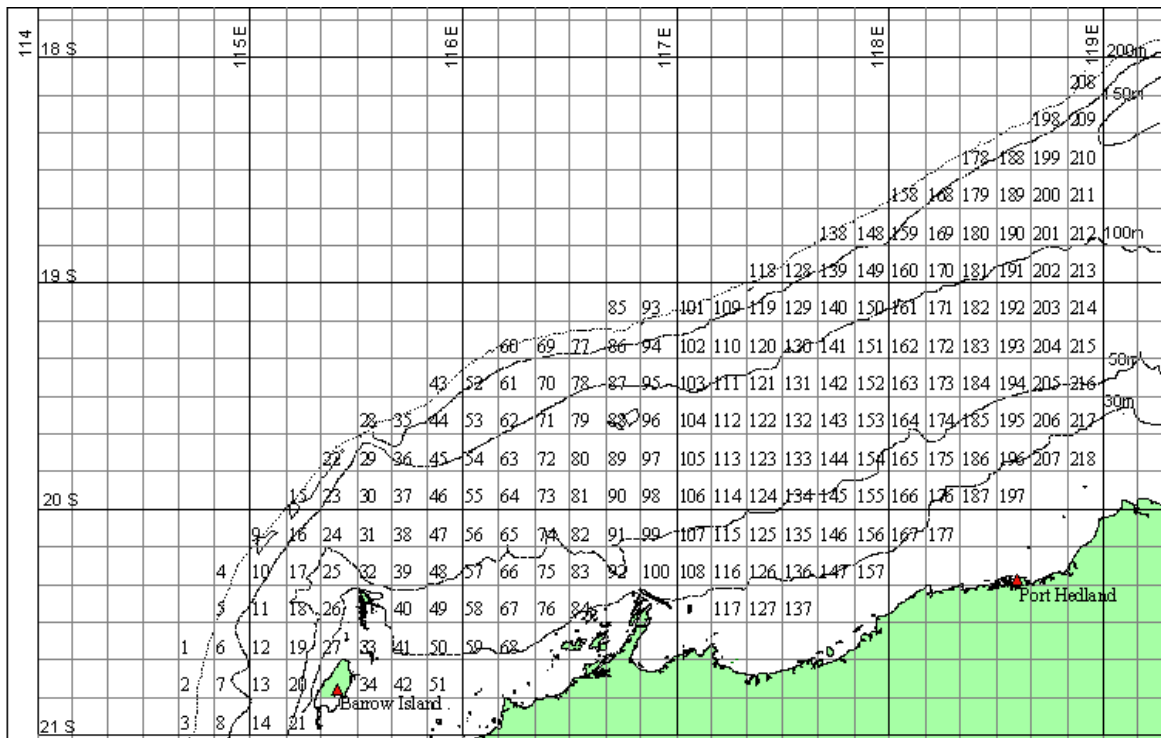 114
115E
116E
117E
118E
119E
18 S
200m
208
150m
198 209
178 188 199 210
158 168 179 189 200 211
138 148 159 169 180 190 201 212 100m
118 128 139 149 160 170 181 191 202 213
19 S
85 93 101 109 119 129 140 150 161 171 182 192 203 214
60 69 77 86 94 102 110 120 130 141 151 162 172 183 193 204 215
50m
43 52 61 70 78 87 95 103 111 121 131 142 152 163 173 184 194 205 216
30m
28 35 44 53 62 71 79 88 96 104 112 122 132 143 153 164 174 185 195 206 217
22 29 36 45 54 63 72 80 89 97 105 113 123 133 144 154 165 175 186 196 207 218
15 23 30 37 46 55 64 73 81 90 98 106 114 124 134 145 155 166 176 187 197
20 S
9 16 24 31 38 47 56 65 74 82 91 99 107 115 125 135 146 156 167 177
4 10 17 25 32 39 48 57 66 75 83 92 100 108 116 126 136 147 157
Port Hedland
5 11 18 26 40 49 58 67 76 84 117 127 137
1 6 12 19 27 33 41 50 59 68
2 7 13 20 34 42 51
Barrow Island
3 8 14 21
21 S